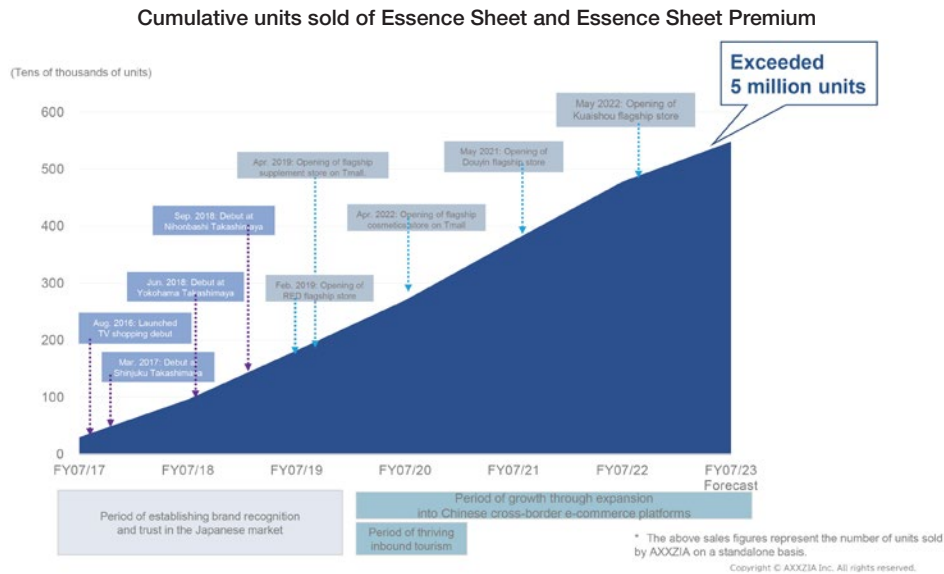 Cumulative units sold of Essence Sheet and Essence Sheet Premium
(Tens of thousands of units)
Exceeded
5 million units
600
500
400
300
200
100
0
May 2022: Opening of
Kuaishou flagship store
May 2021: Opening of
Douyin flagship store
Apr. 2019: Opening of flagship
supplement store on Tmall.
Apr. 2022: Opening of flagship
cosmetics store on Tmall
Sep. 2018: Debut at
Nihonbashi Takashimaya
Jun. 2018: Debut at
Yokohama Takashimaya
Feb. 2019: Opening of
RED flagship store
Aug. 2016: Launched
TV shopping debut
Mar. 2017: Debut at
Shinjuku Takashimaya
FY07/17
FY07/18
FY07/19
FY07/20
FY07/21
FY07/22
FY07/23
Forecast
Period of establishing brand recognition
and trust in the Japanese market
Period of growth through expansion
into Chinese cross-border e-commerce platforms
Period of thriving
inbound tourism
* The above sales figures represent the number of units sold
by AXXZIA on a standalone basis.
Copyright © AXXZIA Inc. All rights reserved.